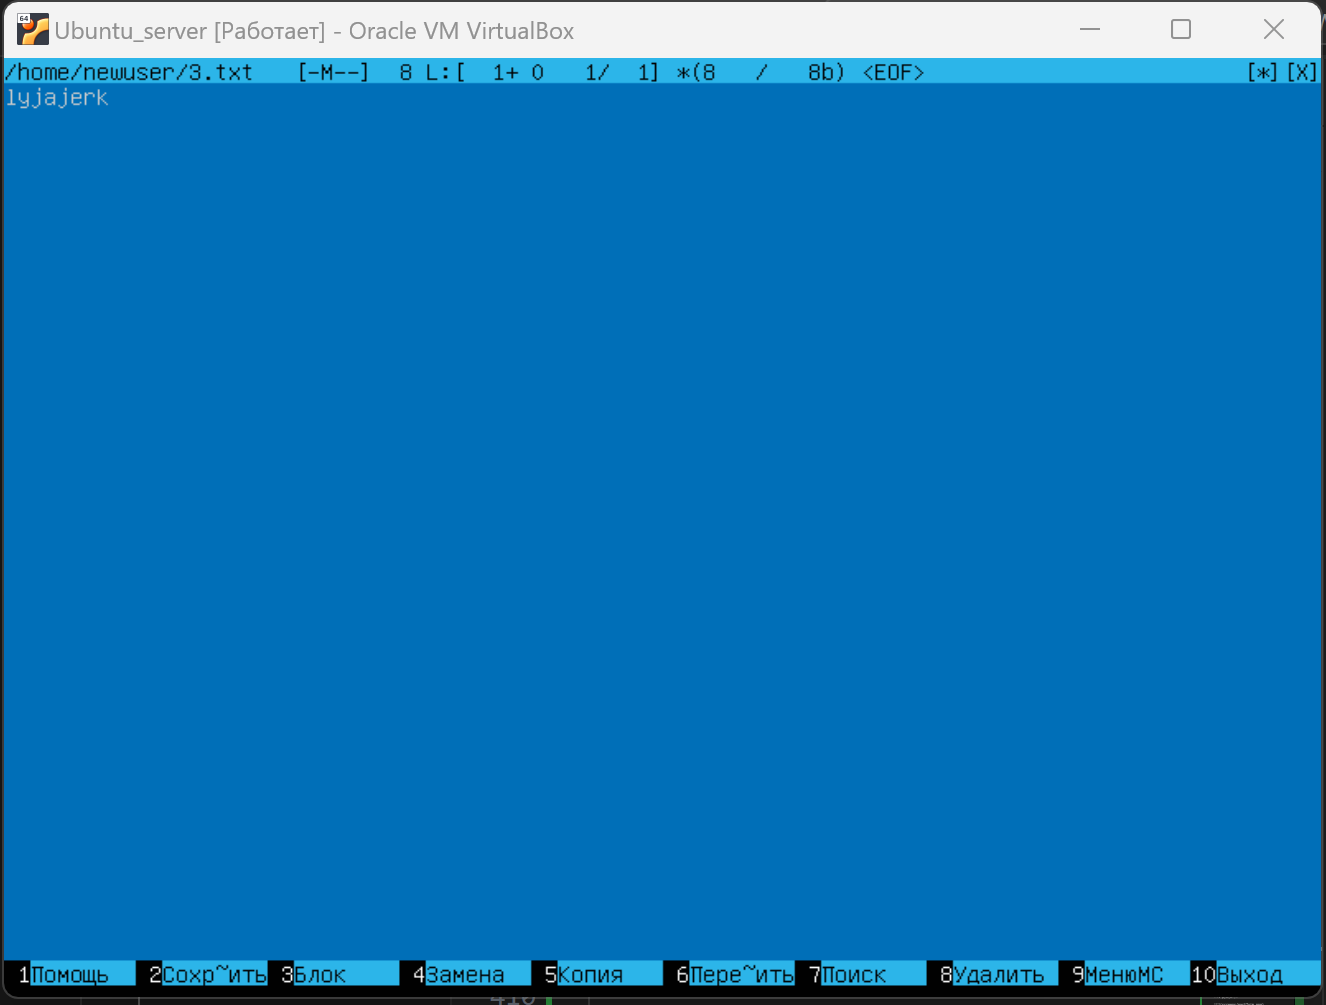 64
Ubuntu_server [Работает] - Oracle VM VirtualBox
/home/newuser/3.txt [-M--] 8 L:[ 1+ 0 1/ 1] *(8 / 8b) <EOF> [*][X]
lyjajerk
1Помощь 2Сохр~ить 3Блок 4Замена 5Копия 6Пере~ить 7Поиск 8Удалить 9МенюMC 10Выход